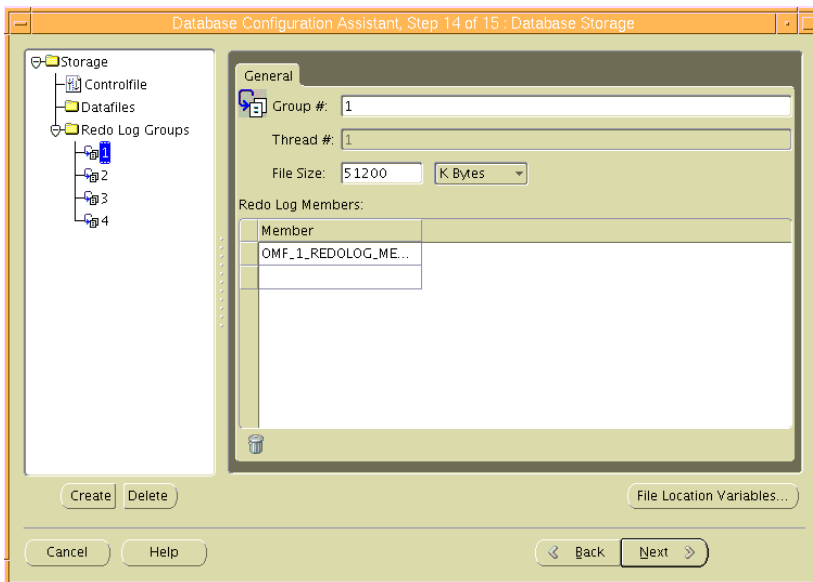 Database Configuration Assistant, Step 14 of 15 : Database Storage
Storage
Controlfile
Datafiles
Redo Log Groups
1
2
3
4
General
Group #: 1
Thread #: 1
File Size: 51200 K Bytes
Redo Log Members:
Member
OMF_1_REDOLOG_ME...
Create Delete
File Location Variables...
Cancel Help Back Next